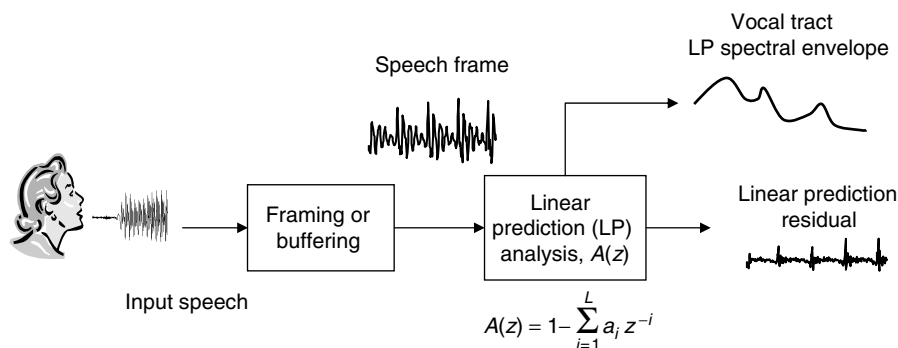 Vocal tract
LP spectral envelope
Speech frame
Framing or
buffering
Linear
prediction (LP)
analysis, A(z)
Linear prediction
residual
Input speech
A(z) = 1– L∑i=1 ai z–i